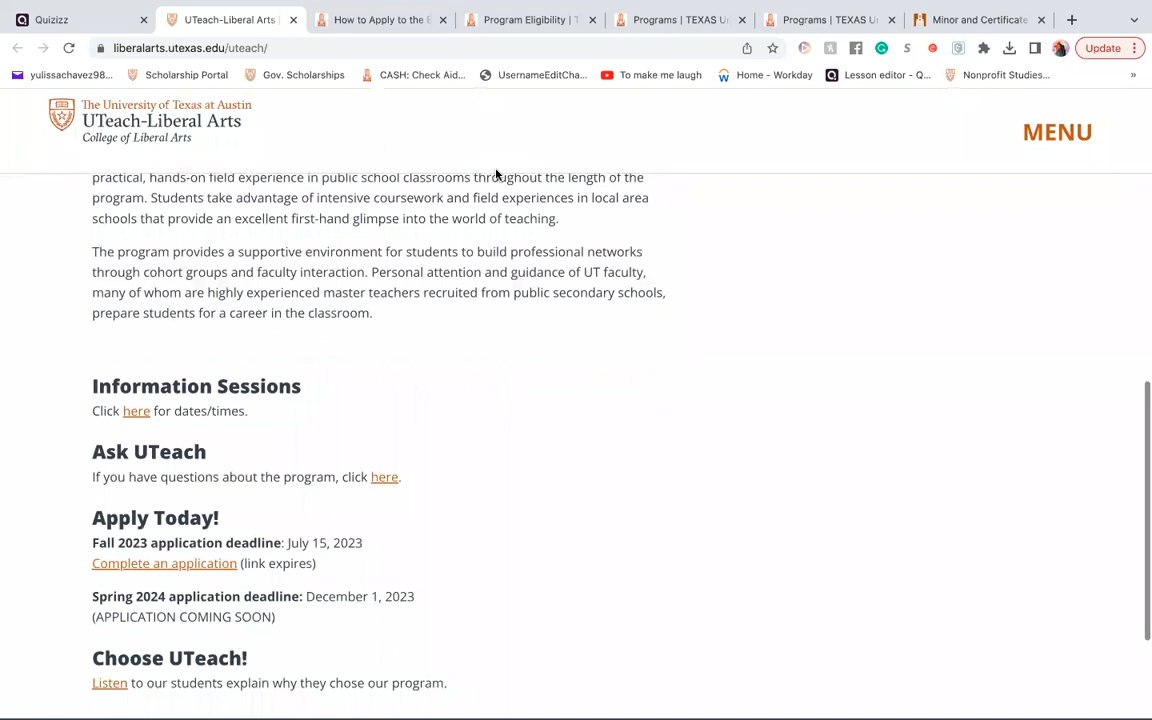 Quizizz
UTeach-Liberal Arts
How to Apply to the E
Program Eligibility | T
Programs | TEXAS Un
Programs | TEXAS Un
Minor and Certificate
liberalarts.utexas.edu/uteach/
Update
yulissachavez98...
Scholarship Portal
Gov. Scholarships
CASH: Check Aid...
UsernameEditCha...
To make me laugh
Home - Workday
Lesson editor - Q...
Nonprofit Studies...
»
The University of Texas at Austin
UTeach-Liberal Arts
College of Liberal Arts
MENU
practical, hands-on field experience in public school classrooms throughout the length of the
program. Students take advantage of intensive coursework and field experiences in local area
schools that provide an excellent first-hand glimpse into the world of teaching.
The program provides a supportive environment for students to build professional networks
through cohort groups and faculty interaction. Personal attention and guidance of UT faculty,
many of whom are highly experienced master teachers recruited from public secondary schools,
prepare students for a career in the classroom.
Information Sessions
Click here for dates/times.
Ask UTeach
If you have questions about the program, click here.
Apply Today!
Fall 2023 application deadline: July 15, 2023
Complete an application (link expires)
Spring 2024 application deadline: December 1, 2023
(APPLICATION COMING SOON)
Choose UTeach!
Listen to our students explain why they chose our program.